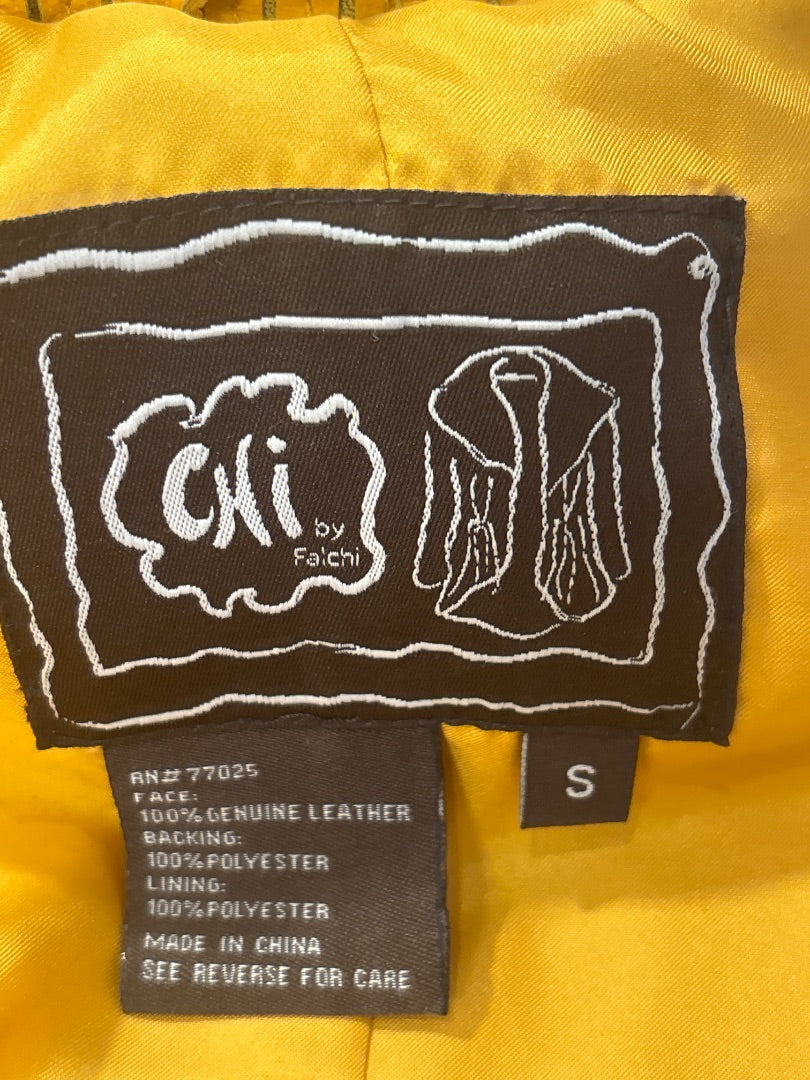 CHi
by
Falchi
S
RN# 77025
FACE:
100% GENUINE LEATHER
BACKING:
100% POLYESTER
LINING:
100% POLYESTER
MADE IN CHINA
SEE REVERSE FOR CARE